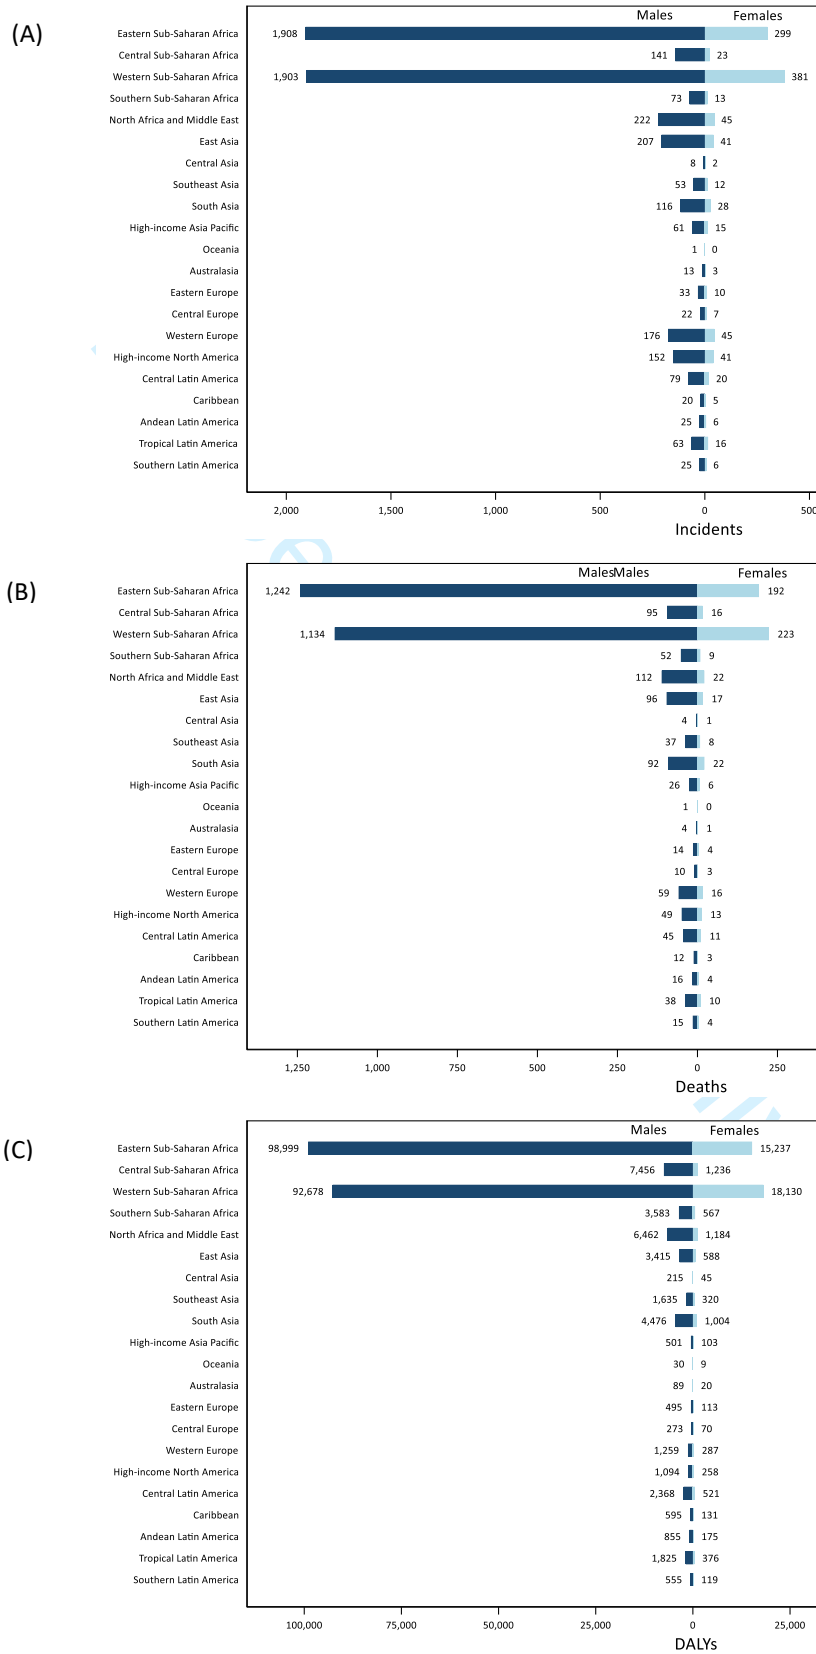 (A)
Males Females
Eastern Sub-Saharan Africa 1,908 299
Central Sub-Saharan Africa 141 23
Western Sub-Saharan Africa 1,903 381
Southern Sub-Saharan Africa 73 13
North Africa and Middle East 222 45
East Asia 207 41
Central Asia 8 2
Southeast Asia 53 12
South Asia 116 28
High-income Asia Pacific 61 15
Oceania 1 0
Australasia 13 3
Eastern Europe 33 10
Central Europe 22 7
Western Europe 176 45
High-income North America 152 41
Central Latin America 79 20
Caribbean 20 5
Andean Latin America 25 6
Tropical Latin America 63 16
Southern Latin America 25 6
2,000 1,500 1,000 500 0 500
Incidents
(B)
MalesMales Females
Eastern Sub-Saharan Africa 1,242 192
Central Sub-Saharan Africa 95 16
Western Sub-Saharan Africa 1,134 223
Southern Sub-Saharan Africa 52 9
North Africa and Middle East 112 22
East Asia 96 17
Central Asia 4 1
Southeast Asia 37 8
South Asia 92 22
High-income Asia Pacific 26 6
Oceania 1 0
Australasia 4 1
Eastern Europe 14 4
Central Europe 10 3
Western Europe 59 16
High-income North America 49 13
Central Latin America 45 11
Caribbean 12 3
Andean Latin America 16 4
Tropical Latin America 38 10
Southern Latin America 15 4
1,250 1,000 750 500 250 0 250
Deaths
(C)
Males Females
Eastern Sub-Saharan Africa 98,999 15,237
Central Sub-Saharan Africa 7,456 1,236
Western Sub-Saharan Africa 92,678 18,130
Southern Sub-Saharan Africa 3,583 567
North Africa and Middle East 6,462 1,184
East Asia 3,415 588
Central Asia 215 45
Southeast Asia 1,635 320
South Asia 4,476 1,004
High-income Asia Pacific 501 103
Oceania 30 9
Australasia 89 20
Eastern Europe 495 113
Central Europe 273 70
Western Europe 1,259 287
High-income North America 1,094 258
Central Latin America 2,368 521
Caribbean 595 131
Andean Latin America 855 175
Tropical Latin America 1,825 376
Southern Latin America 555 119
100,000 75,000 50,000 25,000 0 25,000
DALYs